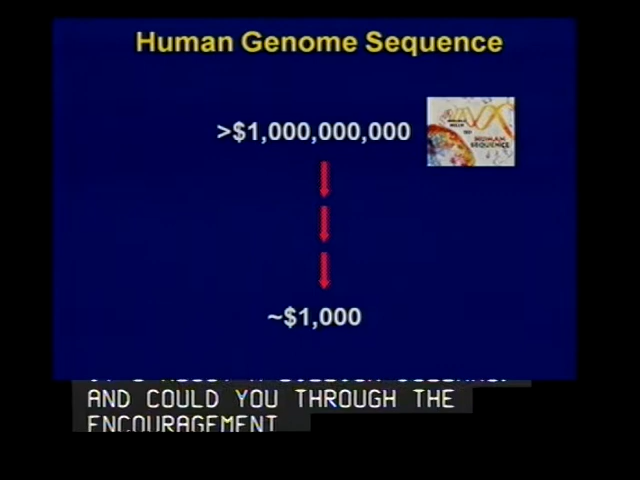 Human Genome Sequence
>$1,000,000,000
HUMAN
SEQUENCE
~$1,000
AND COULD YOU THROUGH THE
ENCOURAGEMENT